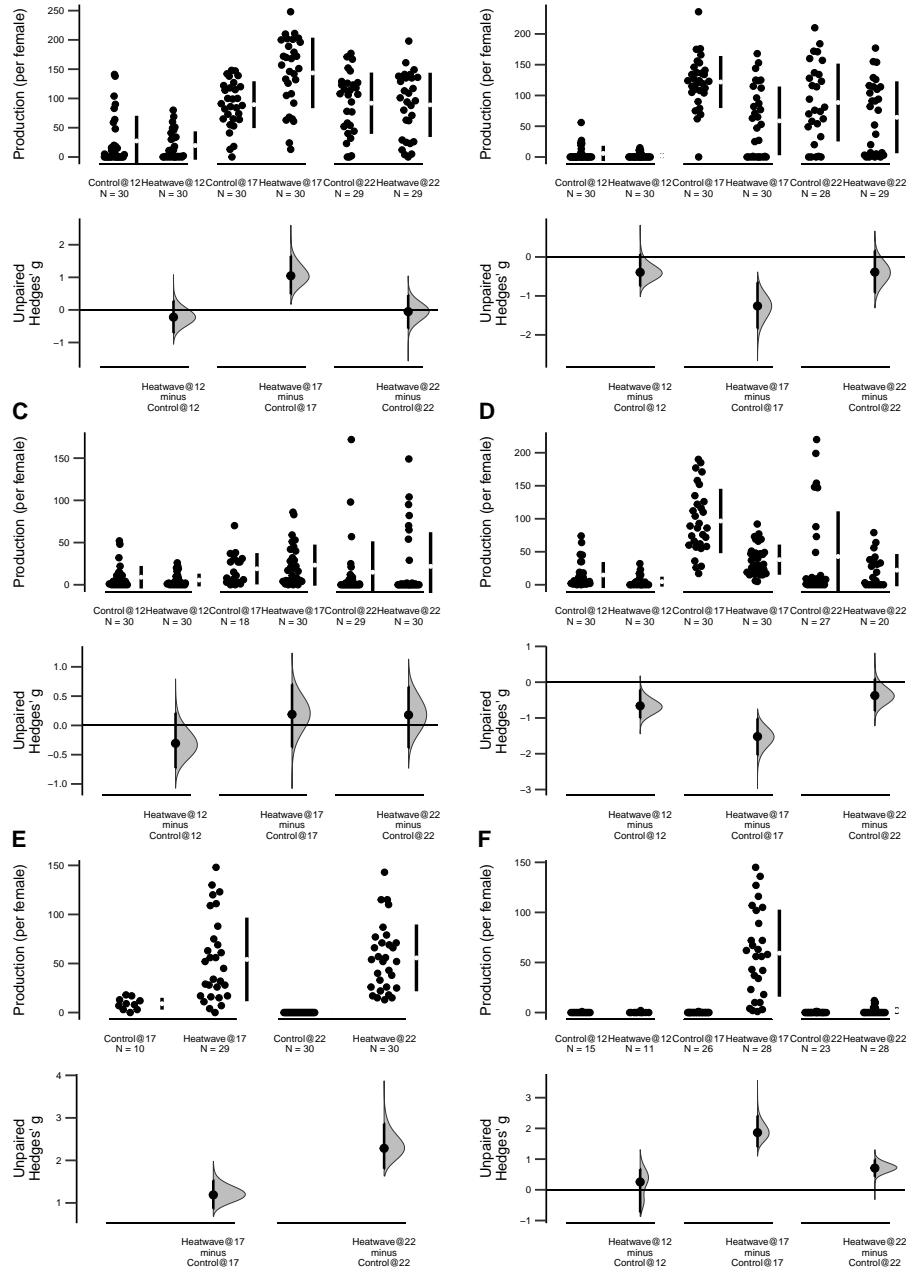 250
200
150
100
50
0
Production (per female)
Control@12 Heatwave@12 Control@17 Heatwave@17 Control@22 Heatwave@22
N = 30 N = 30 N = 30 N = 30 N = 29 N = 29
2
1
0
−1
Unpaired
Hedges' g
Heatwave@12 Heatwave@17 Heatwave@22
minus minus minus
Control@12 Control@17 Control@22
200
150
100
50
0
Production (per female)
Control@12 Heatwave@12 Control@17 Heatwave@17 Control@22 Heatwave@22
N = 30 N = 30 N = 30 N = 30 N = 28 N = 29
0
−1
−2
Unpaired
Hedges' g
Heatwave@12 Heatwave@17 Heatwave@22
minus minus minus
Control@12 Control@17 Control@22
C
150
100
50
0
Production (per female)
Control@12 Heatwave@12 Control@17 Heatwave@17 Control@22 Heatwave@22
N = 30 N = 30 N = 18 N = 30 N = 29 N = 30
1.0
0.5
0.0
−0.5
−1.0
Unpaired
Hedges' g
Heatwave@12 Heatwave@17 Heatwave@22
minus minus minus
Control@12 Control@17 Control@22
D
200
150
100
50
0
Production (per female)
Control@12 Heatwave@12 Control@17 Heatwave@17 Control@22 Heatwave@22
N = 30 N = 30 N = 30 N = 30 N = 27 N = 20
1
0
−1
−2
−3
Unpaired
Hedges' g
Heatwave@12 Heatwave@17 Heatwave@22
minus minus minus
Control@12 Control@17 Control@22
E
150
100
50
0
Production (per female)
Control@17 Heatwave@17 Control@22 Heatwave@22
N = 10 N = 29 N = 30 N = 30
4
3
2
1
Unpaired
Hedges' g
Heatwave@17 Heatwave@22
minus minus
Control@17 Control@22
F
150
100
50
0
Production (per female)
Control@12 Heatwave@12 Control@17 Heatwave@17 Control@22 Heatwave@22
N = 15 N = 11 N = 26 N = 28 N = 23 N = 28
3
2
1
0
−1
Unpaired
Hedges' g
Heatwave@12 Heatwave@17 Heatwave@22
minus minus minus
Control@12 Control@17 Control@22